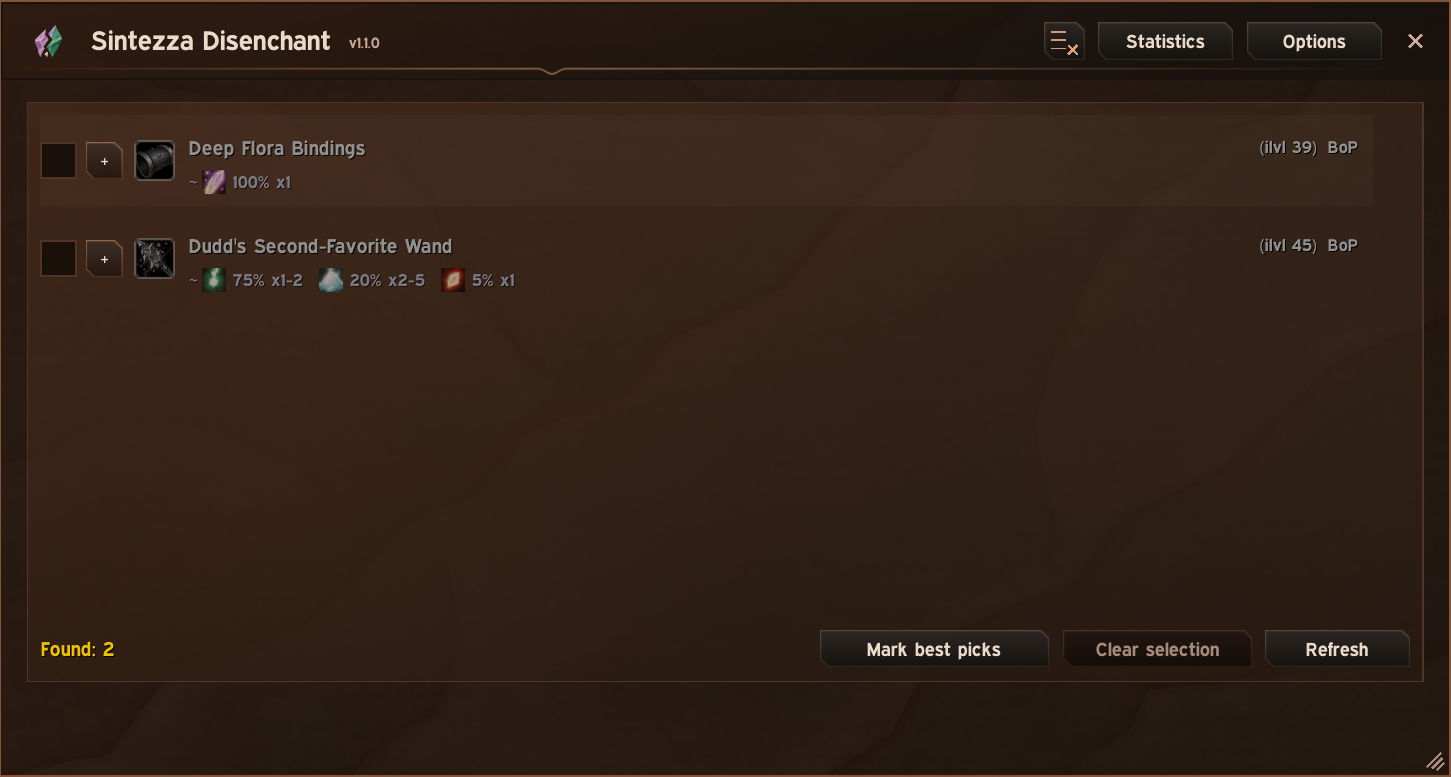 Sintezza Disenchant v1.1.0 Statistics Options
+ Deep Flora Bindings (ilvl 39) BoP
~ 100% x1
+ Dudd's Second-Favorite Wand (ilvl 45) BoP
~ 75% x1-2 20% x2-5 5% x1
Found: 2 Mark best picks Clear selection Refresh